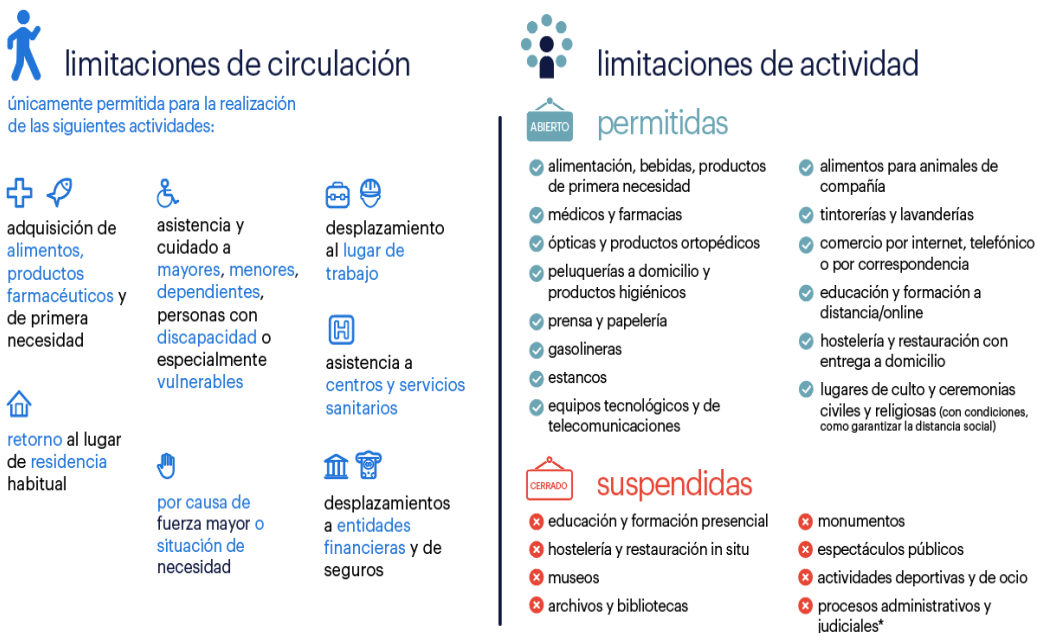 limitaciones de circulación
únicamente permitida para la realización
de las siguientes actividades:
adquisición de
alimentos,
productos
farmacéuticos y
de primera
necesidad
asistencia y
cuidado a
mayores, menores,
dependientes,
personas con
discapacidad o
especialmente
vulnerables
desplazamiento
al lugar de
trabajo
H
asistencia a
centros y servicios
sanitarios
retorno al lugar
de residencia
habitual
por causa de
fuerza mayor o
situación de
necesidad
desplazamientos
a entidades
financieras y de
seguros
limitaciones de actividad
ABIERTO
permitidas
alimentación, bebidas, productos
de primera necesidad
médicos y farmacias
ópticas y productos ortopédicos
peluquerías a domicilio y
productos higiénicos
prensa y papelería
gasolineras
estancos
equipos tecnológicos y de
telecomunicaciones
alimentos para animales de
compañía
tintorerías y lavanderías
comercio por internet, telefónico
o por correspondencia
educación y formación a
distancia/online
hostelería y restauración con
entrega a domicilio
lugares de culto y ceremonias
civiles y religiosas (con condiciones,
como garantizar la distancia social)
CERRADO
suspendidas
educación y formación presencial
hostelería y restauración in situ
museos
archivos y bibliotecas
monumentos
espectáculos públicos
actividades deportivas y de ocio
procesos administrativos y
judiciales*